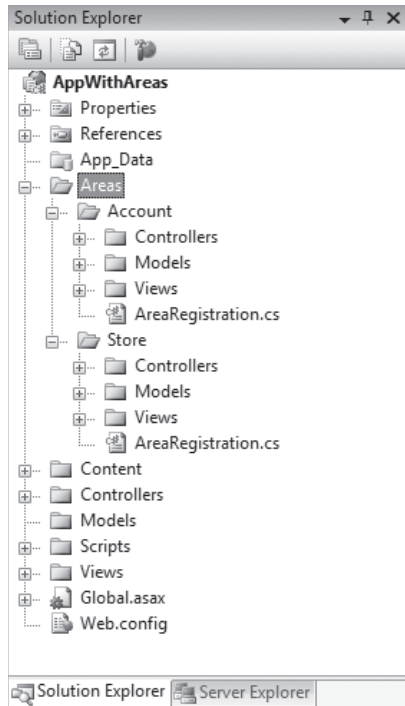 Solution Explorer
AppWithAreas
Properties
References
App_Data
Areas
Account
Controllers
Models
Views
AreaRegistration.cs
Store
Controllers
Models
Views
AreaRegistration.cs
Content
Controllers
Models
Scripts
Views
Global.asax
Web.config
Solution Explorer Server Explorer